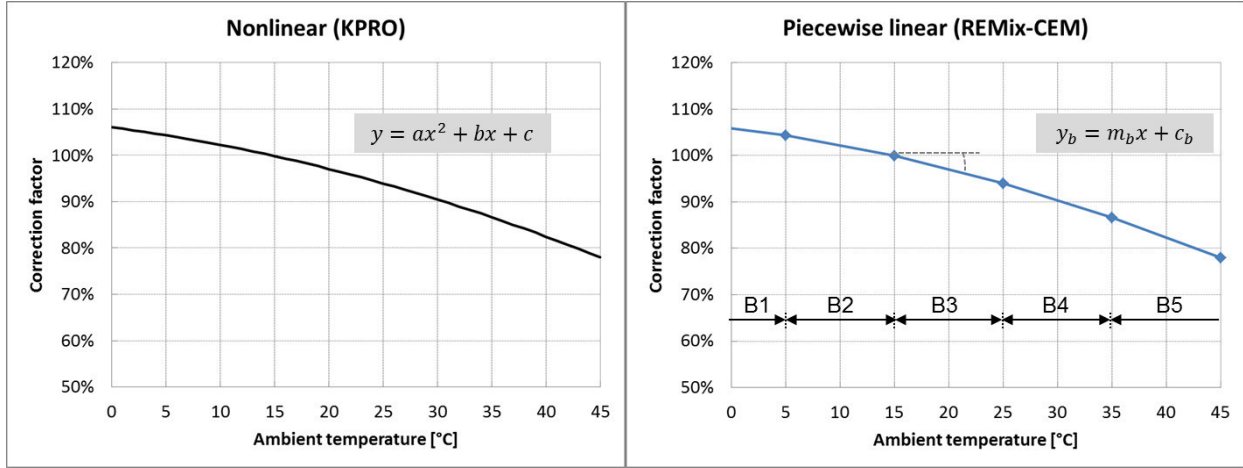 Nonlinear (KPRO)
Correction factor
120%
110%
100%
90%
80%
70%
60%
50%
y = ax² + bx + c
0 5 10 15 20 25 30 35 40 45
Ambient temperature [°C]
Piecewise linear (REMix-CEM)
Correction factor
120%
110%
100%
90%
80%
70%
60%
50%
y_b = m_b x + c_b
B1 B2 B3 B4 B5
0 5 10 15 20 25 30 35 40 45
Ambient temperature [°C]